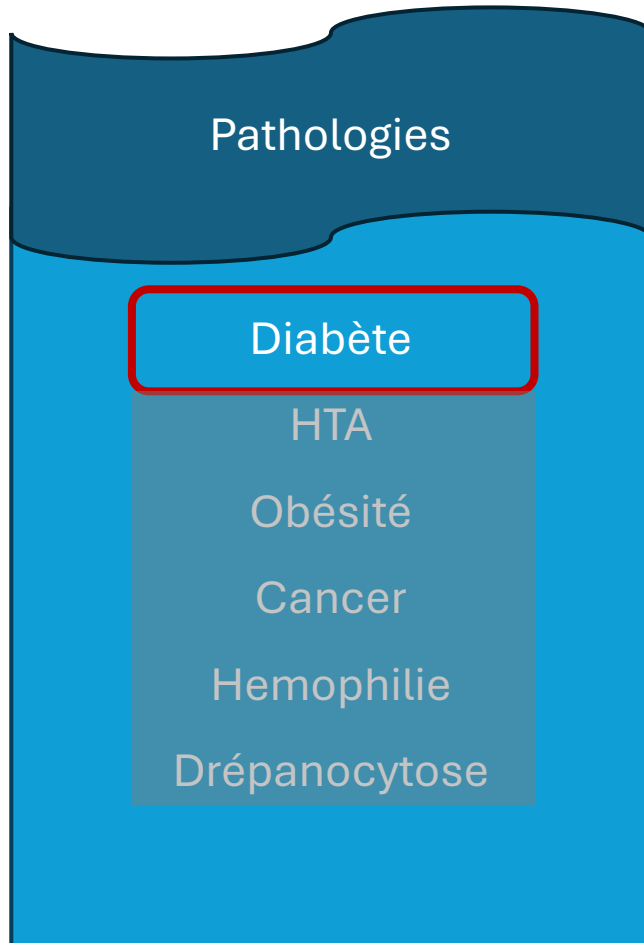 Pathologies
Diabète
HTA
Obésité
Cancer
Hemophilie
Drépanocytose